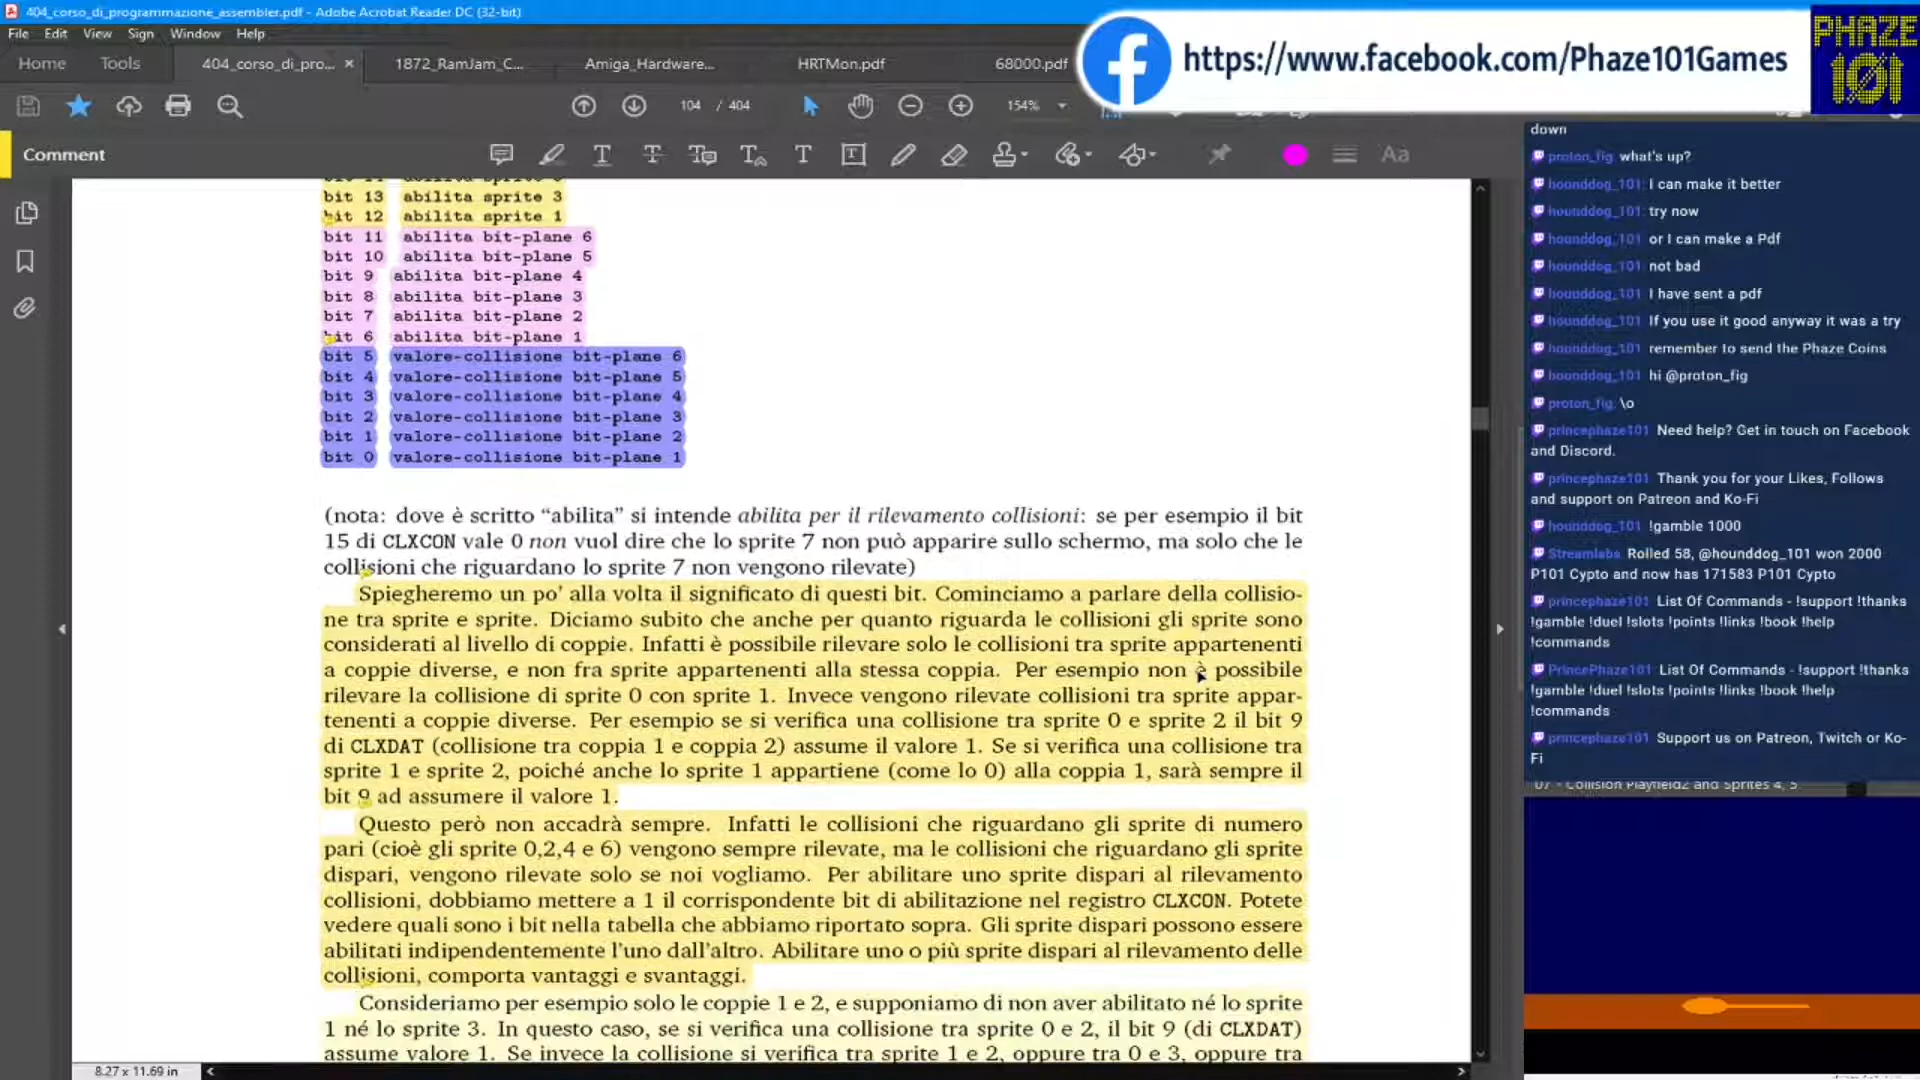 404_corso_di_programmazione_assembler.pdf - Adobe Acrobat Reader DC (32-bit)
File Edit View Sign Window Help
Home Tools 404_corso_di_pro... × 1872_RamJam_C... Amiga_Hardware... HRTMon.pdf 68000.pdf
https://www.facebook.com/Phaze101Games
PHAZE
101
104 / 404 154%
Comment
bit 13 abilita sprite 3
bit 12 abilita sprite 1
bit 11 abilita bit-plane 6
bit 10 abilita bit-plane 5
bit 9 abilita bit-plane 4
bit 8 abilita bit-plane 3
bit 7 abilita bit-plane 2
bit 6 abilita bit-plane 1
bit 5 valore-collisione bit-plane 6
bit 4 valore-collisione bit-plane 5
bit 3 valore-collisione bit-plane 4
bit 2 valore-collisione bit-plane 3
bit 1 valore-collisione bit-plane 2
bit 0 valore-collisione bit-plane 1
(nota: dove è scritto “abilita” si intende abilita per il rilevamento collisioni: se per esempio il bit
15 di CLXCON vale 0 non vuol dire che lo sprite 7 non può apparire sullo schermo, ma solo che le
collisioni che riguardano lo sprite 7 non vengono rilevate)
Spiegheremo un po’ alla volta il significato di questi bit. Cominciamo a parlare della collisio-
ne tra sprite e sprite. Diciamo subito che anche per quanto riguarda le collisioni gli sprite sono
considerati al livello di coppie. Infatti è possibile rilevare solo le collisioni tra sprite appartenenti
a coppie diverse, e non fra sprite appartenenti alla stessa coppia. Per esempio non è possibile
rilevare la collisione di sprite 0 con sprite 1. Invece vengono rilevate collisioni tra sprite appar-
tenenti a coppie diverse. Per esempio se si verifica una collisione tra sprite 0 e sprite 2 il bit 9
di CLXDAT (collisione tra coppia 1 e coppia 2) assume il valore 1. Se si verifica una collisione tra
sprite 1 e sprite 2, poiché anche lo sprite 1 appartiene (come lo 0) alla coppia 1, sarà sempre il
bit 9 ad assumere il valore 1.
Questo però non accadrà sempre. Infatti le collisioni che riguardano gli sprite di numero
pari (cioè gli sprite 0,2,4 e 6) vengono sempre rilevate, ma le collisioni che riguardano gli sprite
dispari, vengono rilevate solo se noi vogliamo. Per abilitare uno sprite dispari al rilevamento
collisioni, dobbiamo mettere a 1 il corrispondente bit di abilitazione nel registro CLXCON. Potete
vedere quali sono i bit nella tabella che abbiamo riportato sopra. Gli sprite dispari possono essere
abilitati indipendentemente l’uno dall’altro. Abilitare uno o più sprite dispari al rilevamento delle
collisioni, comporta vantaggi e svantaggi.
Consideriamo per esempio solo le coppie 1 e 2, e supponiamo di non aver abilitato né lo sprite
1 né lo sprite 3. In questo caso, se si verifica una collisione tra sprite 0 e 2, il bit 9 (di CLXDAT)
assume valore 1. Se invece la collisione si verifica tra sprite 1 e 2, oppure tra 0 e 3, oppure tra
8.27 x 11.69 in
down
proton_fig what's up?
hounddog_101: I can make it better
hounddog_101: try now
hounddog_101: or I can make a Pdf
hounddog_101 not bad
hounddog_101 I have sent a pdf
hounddog_101: If you use it good anyway it was a try
hounddog_101 remember to send the Phaze Coins
hounddog_101 hi @proton_fig
proton_fig: \o
princephaze101 Need help? Get in touch on Facebook
and Discord.
princephaze101 Thank you for your Likes, Follows
and support on Patreon and Ko-Fi
hounddog_101 !gamble 1000
Streamlabs Rolled 58, @hounddog_101 won 2000
P101 Cypto and now has 171583 P101 Cypto
princephaze101 List Of Commands - !support !thanks
!gamble !duel !slots !points !links !book !help
!commands
PrincePhaze101 List Of Commands - !support !thanks
!gamble !duel !slots !points !links !book !help
!commands
princephaze101 Support us on Patreon, Twitch or Ko-
Fi
07 - Collision Playfield2 and Sprites 4, 5